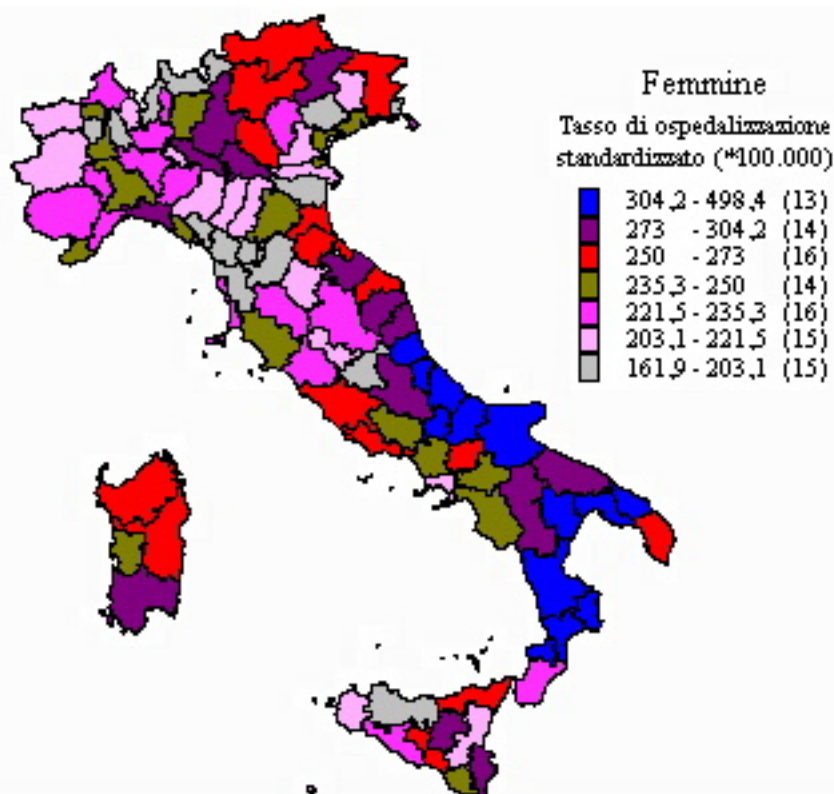 Femmine
Tasso di ospedalizzazione
standardizzato (*100.000)
304,2 - 498,4 (13)
273 - 304,2 (14)
250 - 273 (16)
235,3 - 250 (14)
221,5 - 235,3 (16)
203,1 - 221,5 (15)
161,9 - 203,1 (15)